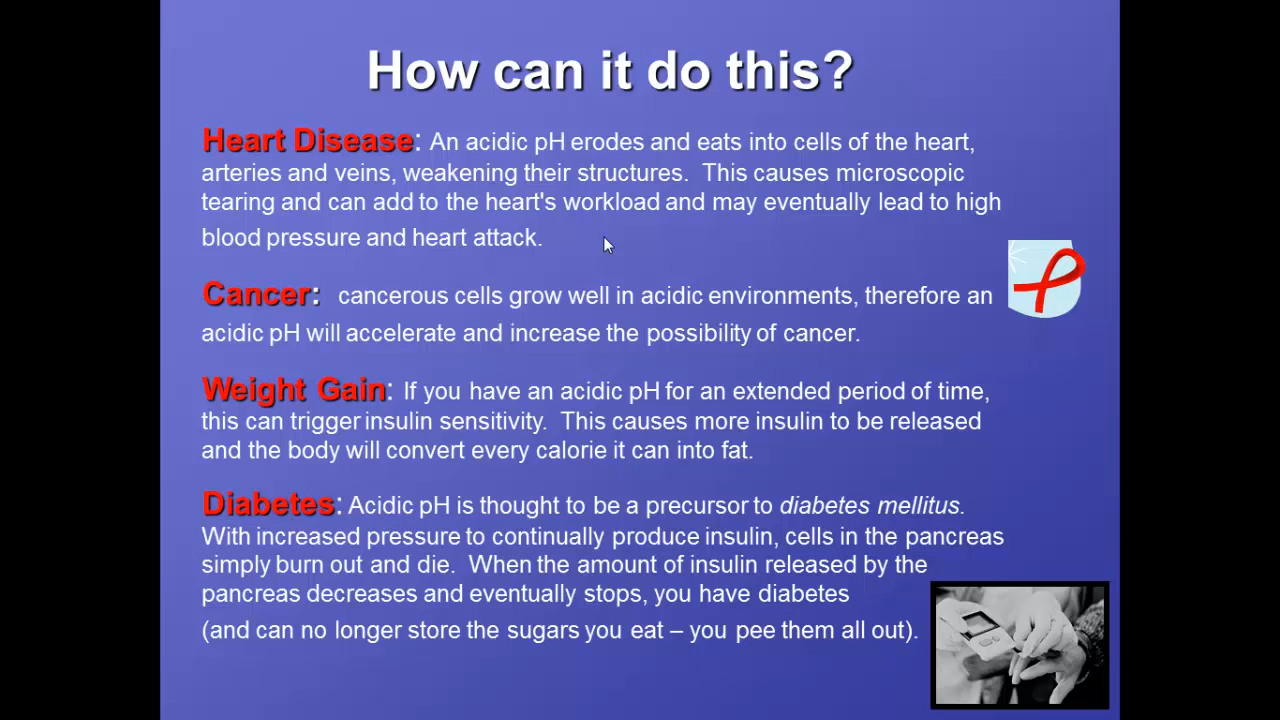 How can it do this?
Heart Disease: An acidic pH erodes and eats into cells of the heart,
arteries and veins, weakening their structures. This causes microscopic
tearing and can add to the heart's workload and may eventually lead to high
blood pressure and heart attack.
Cancer: cancerous cells grow well in acidic environments, therefore an
acidic pH will accelerate and increase the possibility of cancer.
Weight Gain: If you have an acidic pH for an extended period of time,
this can trigger insulin sensitivity. This causes more insulin to be released
and the body will convert every calorie it can into fat.
Diabetes: Acidic pH is thought to be a precursor to diabetes mellitus.
With increased pressure to continually produce insulin, cells in the pancreas
simply burn out and die. When the amount of insulin released by the
pancreas decreases and eventually stops, you have diabetes
(and can no longer store the sugars you eat – you pee them all out).